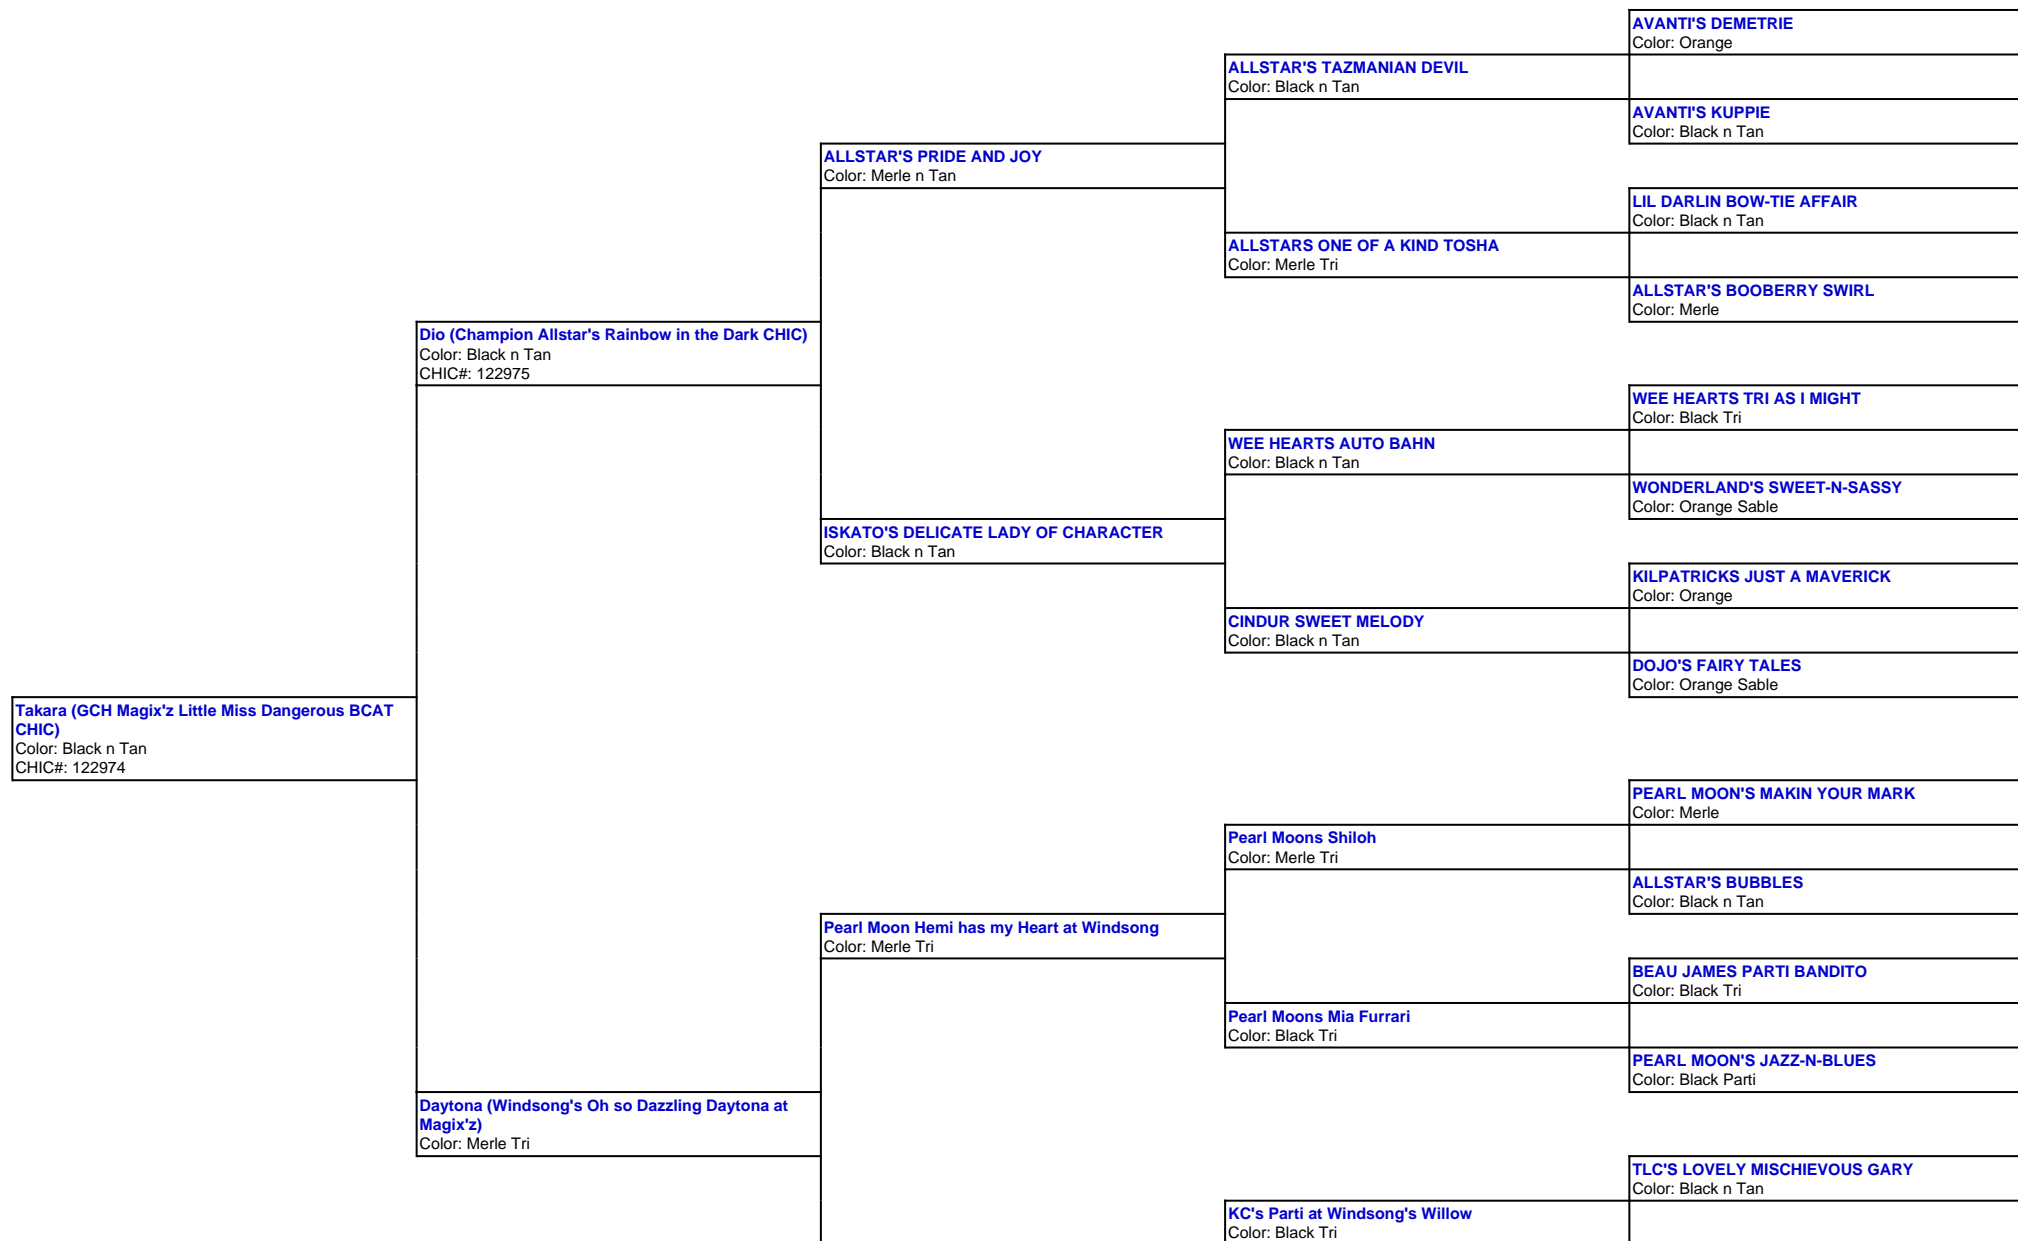 AVANTI'S DEMETRIE
Color: Orange
ALLSTAR'S TAZMANIAN DEVIL
Color: Black n Tan
AVANTI'S KUPPIE
Color: Black n Tan
ALLSTAR'S PRIDE AND JOY
Color: Merle n Tan
LIL DARLIN BOW-TIE AFFAIR
Color: Black n Tan
ALLSTARS ONE OF A KIND TOSHA
Color: Merle Tri
ALLSTAR'S BOOBERRY SWIRL
Color: Merle
Dio (Champion Allstar's Rainbow in the Dark CHIC)
Color: Black n Tan
CHIC#: 122975
WEE HEARTS TRI AS I MIGHT
Color: Black Tri
WEE HEARTS AUTO BAHN
Color: Black n Tan
WONDERLAND'S SWEET-N-SASSY
Color: Orange Sable
ISKATO'S DELICATE LADY OF CHARACTER
Color: Black n Tan
KILPATRICKS JUST A MAVERICK
Color: Orange
CINDUR SWEET MELODY
Color: Black n Tan
DOJO'S FAIRY TALES
Color: Orange Sable
Takara (GCH Magix'z Little Miss Dangerous BCAT
CHIC)
Color: Black n Tan
CHIC#: 122974
PEARL MOON'S MAKIN YOUR MARK
Color: Merle
Pearl Moons Shiloh
Color: Merle Tri
ALLSTAR'S BUBBLES
Color: Black n Tan
Pearl Moon Hemi has my Heart at Windsong
Color: Merle Tri
BEAU JAMES PARTI BANDITO
Color: Black Tri
Pearl Moons Mia Furrari
Color: Black Tri
PEARL MOON'S JAZZ-N-BLUES
Color: Black Parti
Daytona (Windsong's Oh so Dazzling Daytona at
Magix'z)
Color: Merle Tri
TLC'S LOVELY MISCHIEVOUS GARY
Color: Black n Tan
KC's Parti at Windsong's Willow
Color: Black Tri